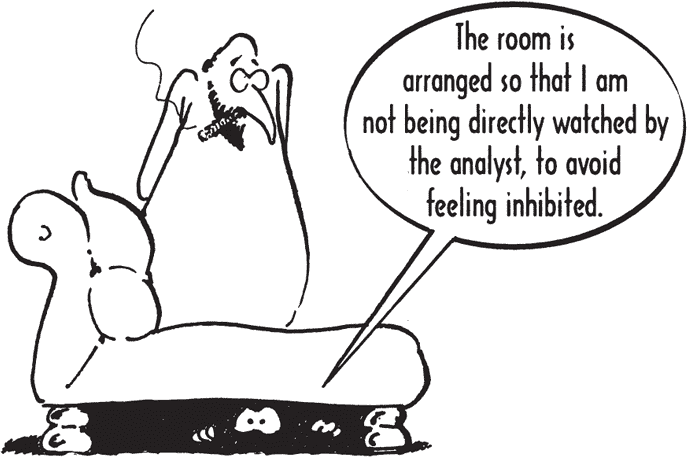 The room is
arranged so that I am
not being directly watched by
the analyst, to avoid
feeling inhibited.